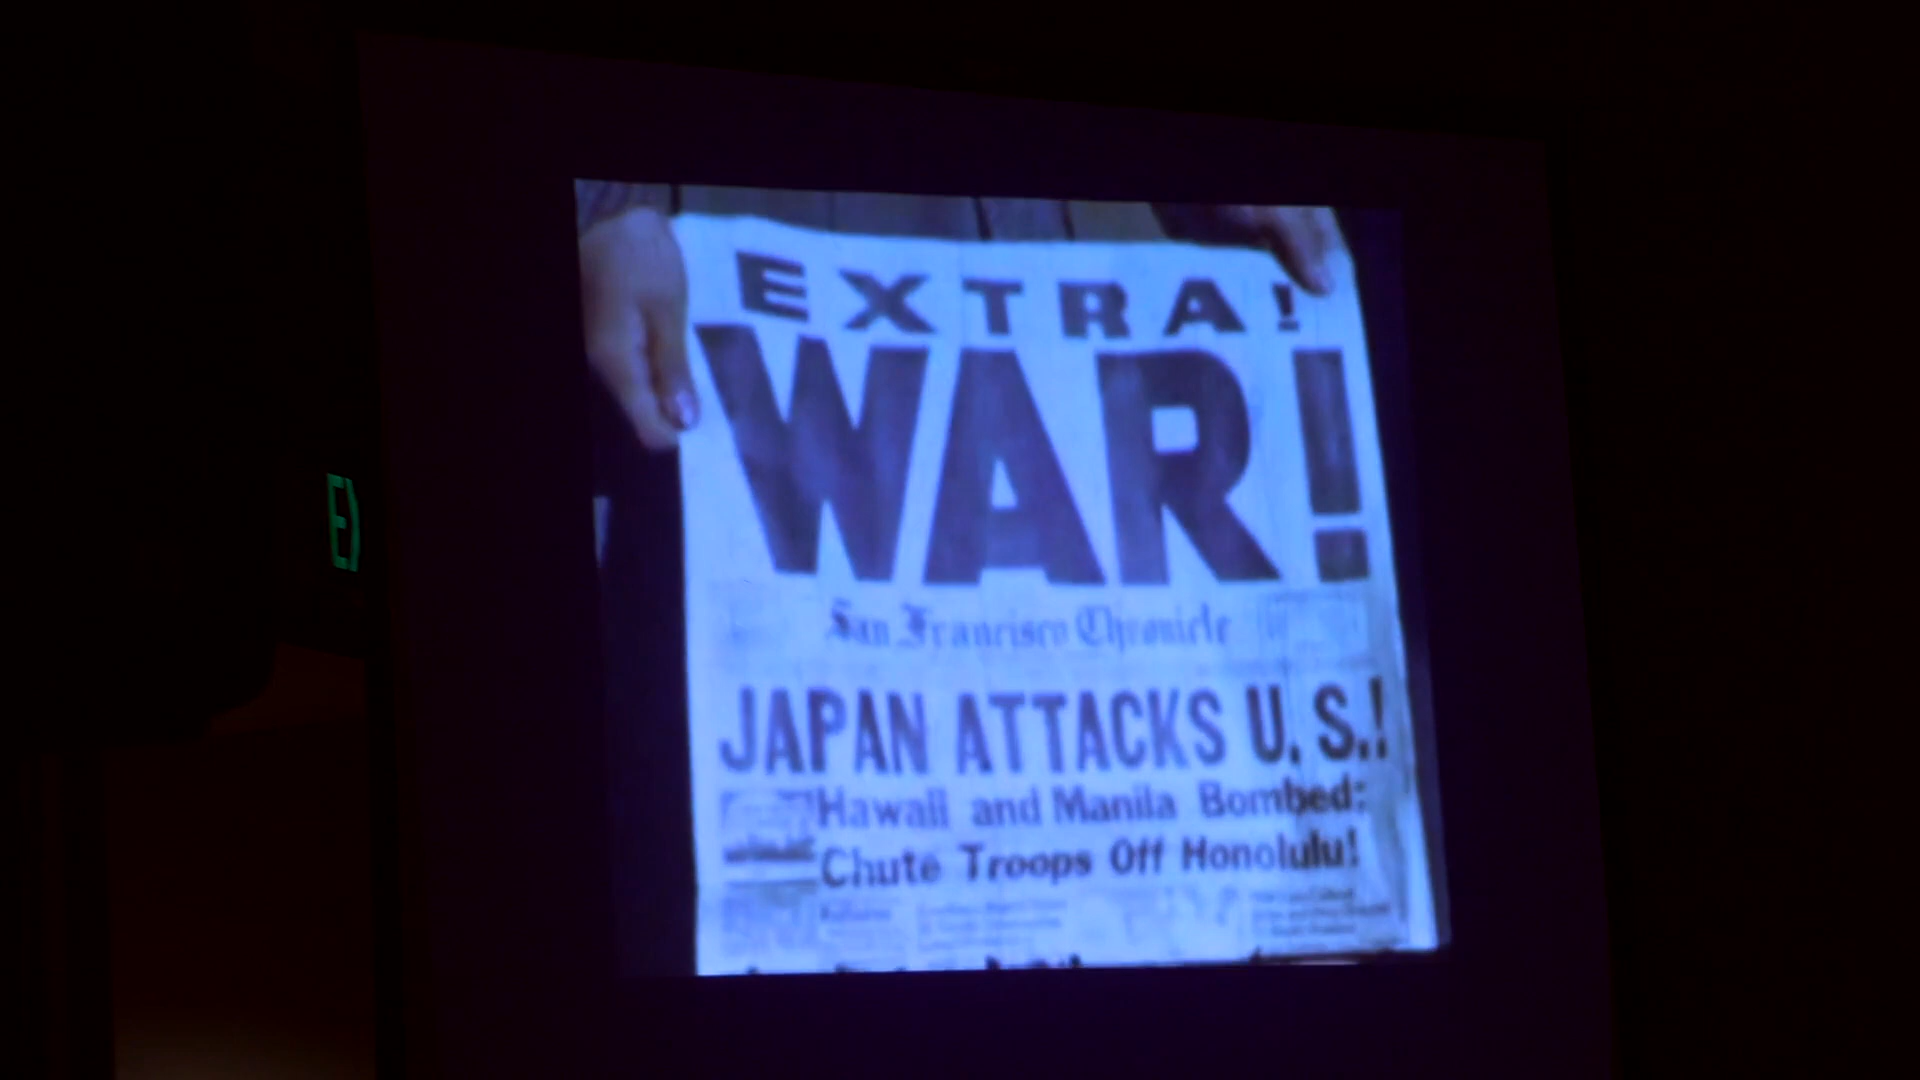 EXTRA!
WAR!
San Francisco Chronicle
JAPAN ATTACKS U. S.!
Hawaii and Manila Bombed:
Chute Troops Off Honolulu!